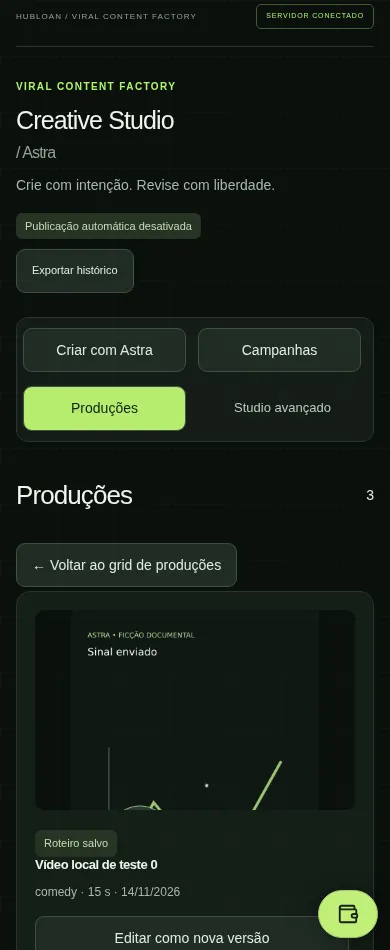 HUBLOAN / VIRAL CONTENT FACTORY
SERVIDOR CONECTADO
VIRAL CONTENT FACTORY
Creative Studio
/ Astra
Crie com intenção. Revise com liberdade.
Publicação automática desativada
Exportar histórico
Criar com Astra
Campanhas
Produções
Studio avançado
Produções
3
← Voltar ao grid de produções
ASTRA • FICÇÃO DOCUMENTAL
Sinal enviado
Roteiro salvo
Vídeo local de teste 0
comedy · 15 s · 14/11/2026
Editar como nova versão